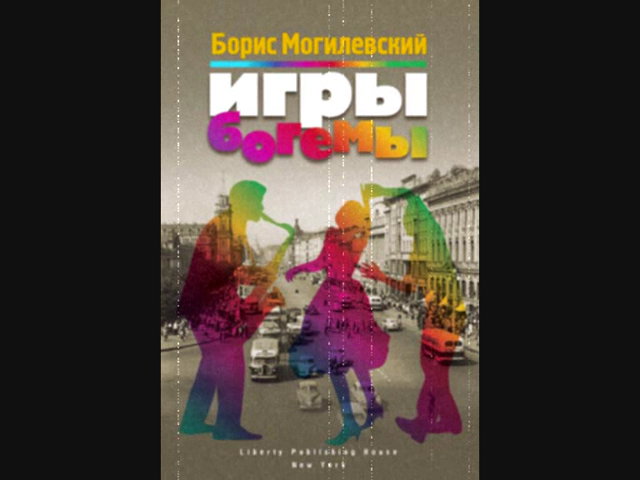 Борис Могилевский
игры
богемы
Liberty Publishing House
New York